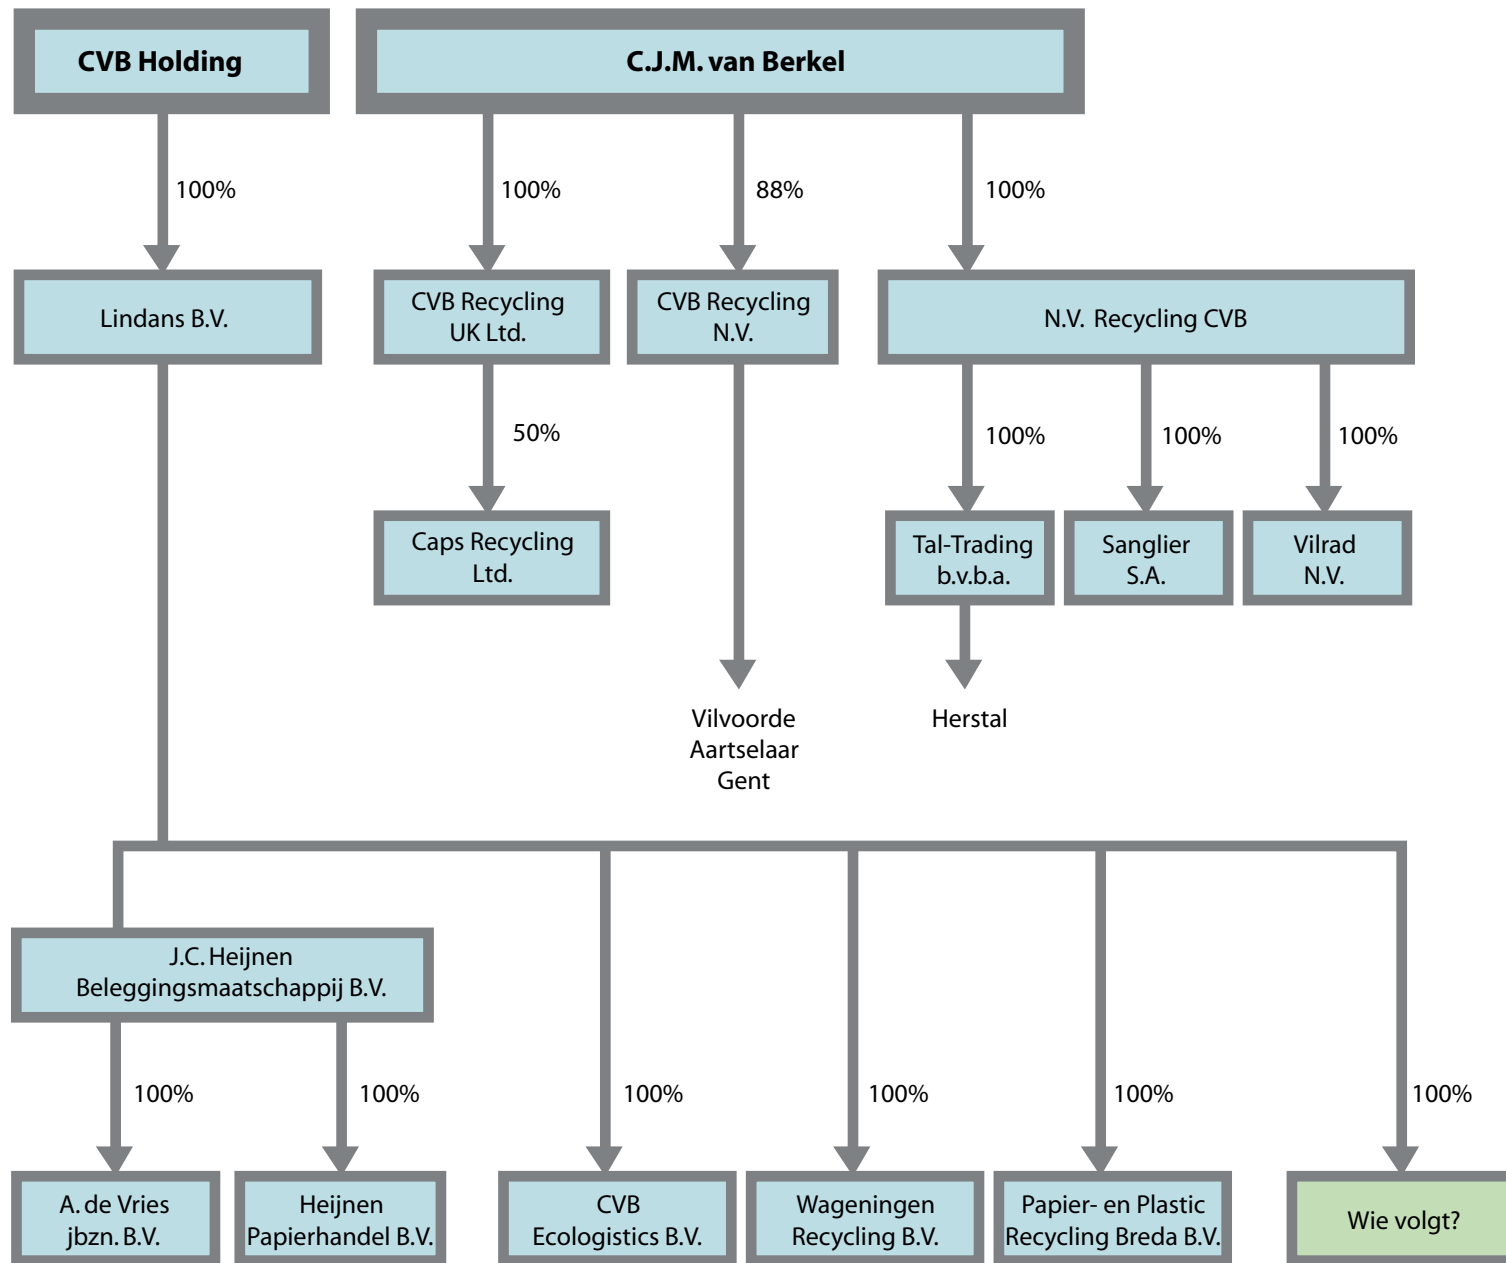 CVB Holding
C.J.M. van Berkel
100%
100%
88%
100%
Lindans B.V.
CVB Recycling
UK Ltd.
CVB Recycling
N.V.
N.V. Recycling CVB
50%
100%
100%
100%
Caps Recycling
Ltd.
Tal-Trading
b.v.b.a.
Sanglier
S.A.
Vilrad
N.V.
Vilvoorde
Aartselaar
Gent
Herstal
J.C. Heijnen
Beleggingsmaatschappij B.V.
100%
100%
100%
100%
100%
100%
A. de Vries
jbzn. B.V.
Heijnen
Papierhandel B.V.
CVB
Ecologistics B.V.
Wageningen
Recycling B.V.
Papier- en Plastic
Recycling Breda B.V.
Wie volgt?